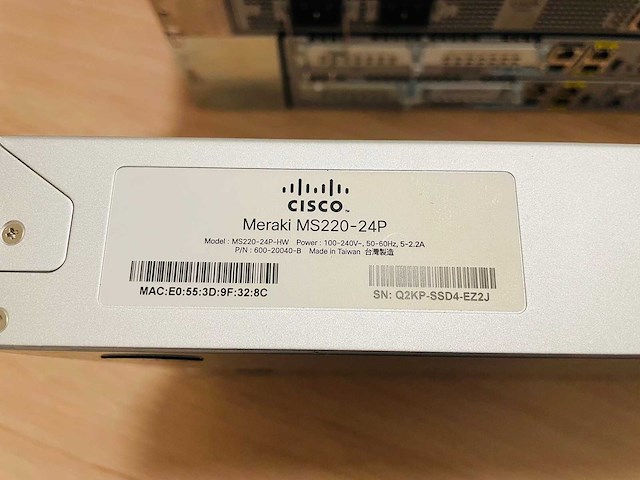 CISCO
Meraki MS220-24P
Model : MS220-24P-HW Power : 100-240V~, 50-60Hz, 5-2.2A
P/N : 600-20040-B Made in Taiwan 台灣製造
MAC:E0:55:3D:9F:32:8C
SN: Q2KP-SSD4-EZ2J